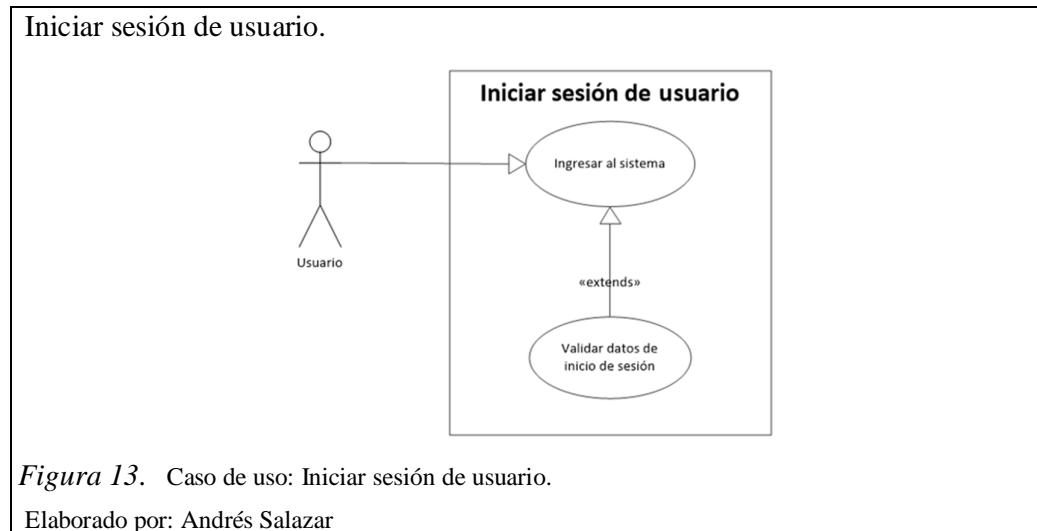 Iniciar sesión de usuario.
Iniciar sesión de usuario
Ingresar al sistema
Usuario
«extends»
Validar datos de
inicio de sesión
Figura 13. Caso de uso: Iniciar sesión de usuario.
Elaborado por: Andrés Salazar